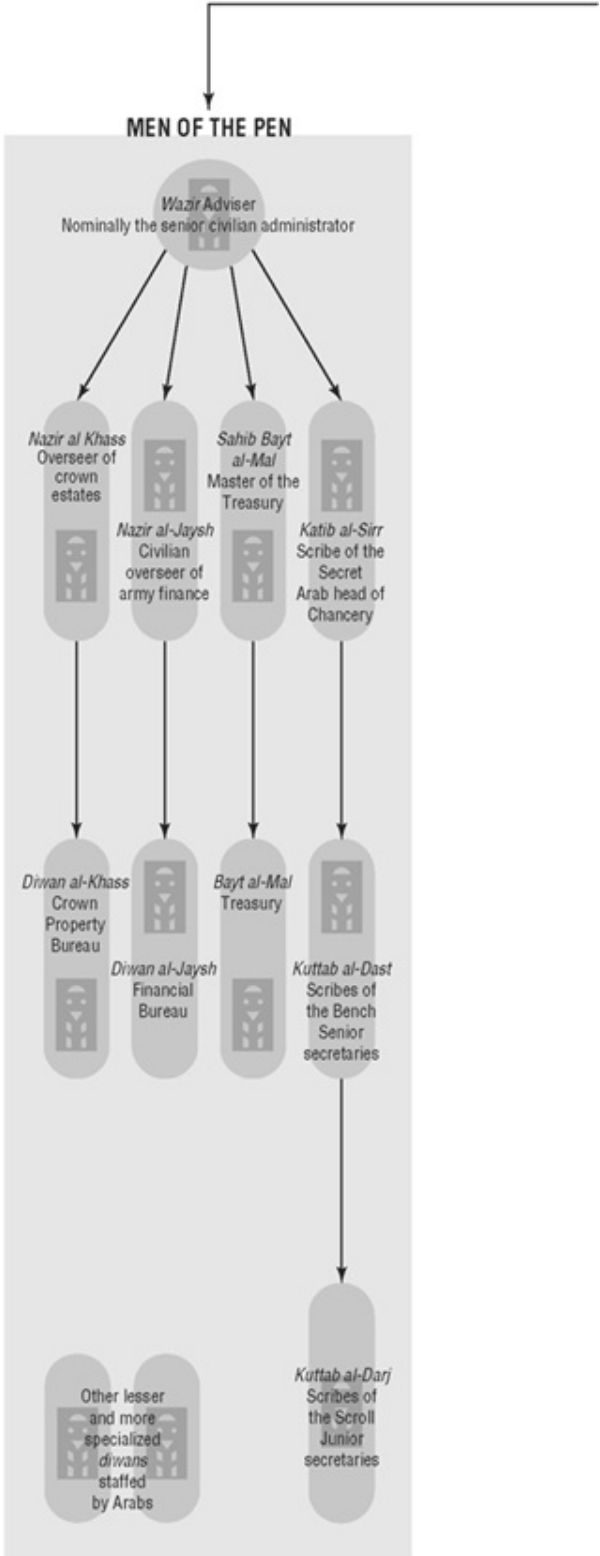 MEN OF THE PEN
Wazir Adviser
Nominally the senior civilian administrator
Nazir al Khass
Overseer of
crown
estates
Nazir al-Jaysh
Civilian
overseer of
army finance
Sahib Bayt
al-Mal
Master of the
Treasury
Katib al-Sirr
Scribe of the
Secret
Arab head of
Chancery
Diwan al-Khass
Crown
Property
Bureau
Diwan al-Jaysh
Financial
Bureau
Bayt al-Mal
Treasury
Kuttab al-Dast
Scribes of
the Bench
Senior
secretaries
Other lesser
and more
specialized
diwans
staffed
by Arabs
Kuttab al-Darj
Scribes of
the Scroll
Junior
secretaries